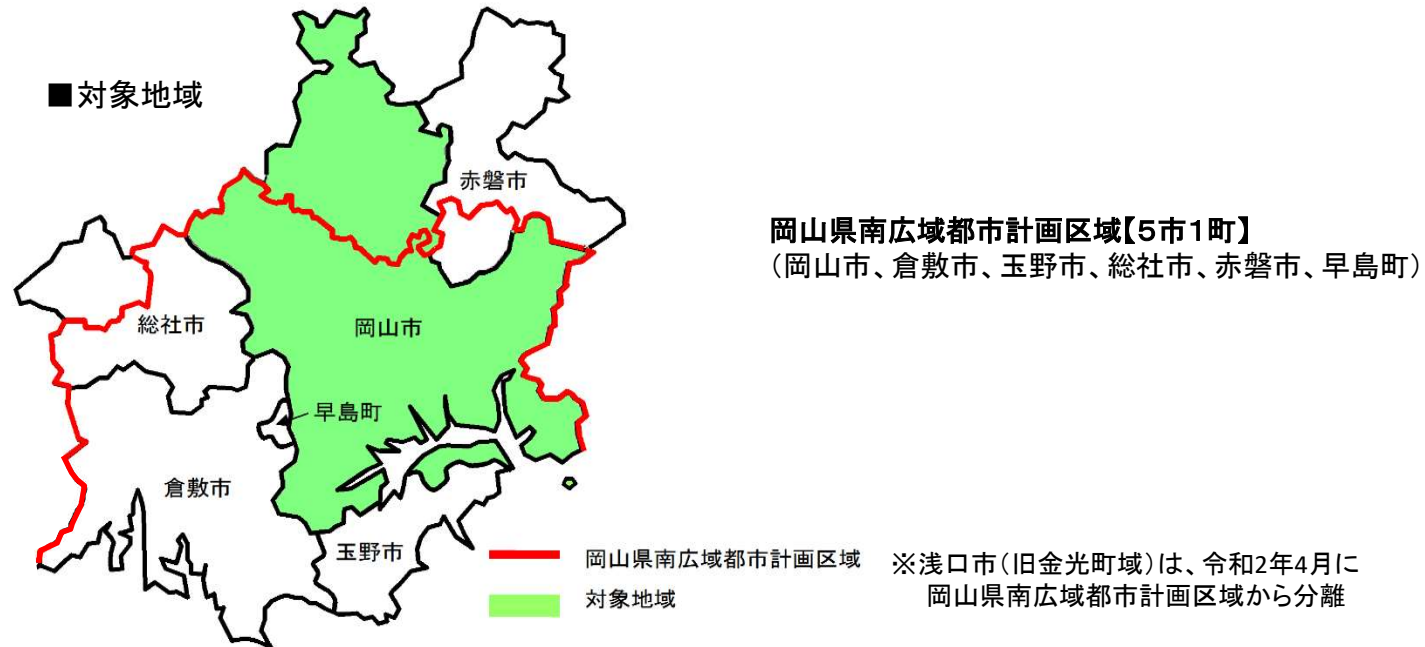 ■対象地域
赤磐市
岡山県南広域都市計画区域【5市1町】
(岡山市、倉敷市、玉野市、総社市、赤磐市、早島町)
総社市
岡山市
早島町
倉敷市
玉野市
岡山県南広域都市計画区域
対象地域
※浅口市(旧金光町域)は、令和2年4月に
岡山県南広域都市計画区域から分離